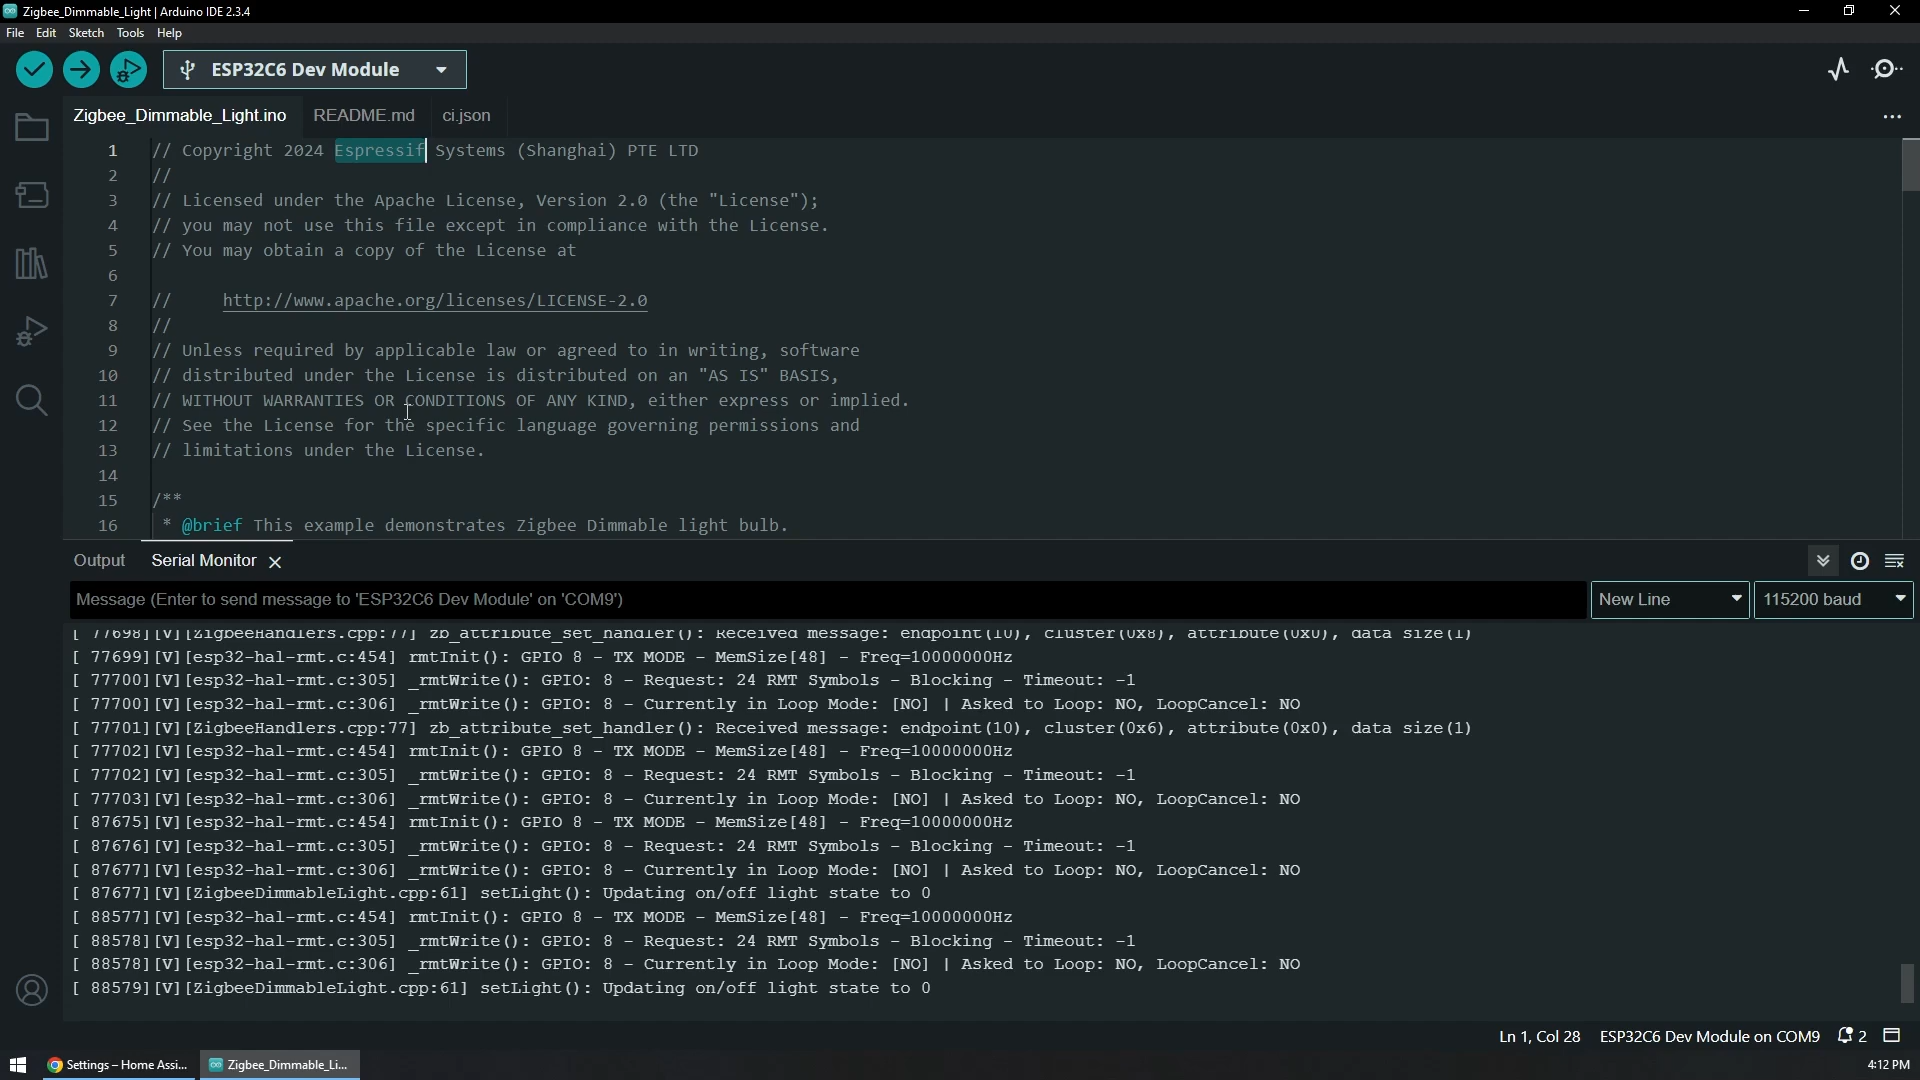 Zigbee_Dimmable_Light | Arduino IDE 2.3.4
File Edit Sketch Tools Help
ESP32C6 Dev Module
Zigbee_Dimmable_Light.ino README.md ci.json
1 // Copyright 2024 Espressif Systems (Shanghai) PTE LTD
2 //
3 // Licensed under the Apache License, Version 2.0 (the "License");
4 // you may not use this file except in compliance with the License.
5 // You may obtain a copy of the License at
6
7 // http://www.apache.org/licenses/LICENSE-2.0
8 //
9 // Unless required by applicable law or agreed to in writing, software
10 // distributed under the License is distributed on an "AS IS" BASIS,
11 // WITHOUT WARRANTIES OR CONDITIONS OF ANY KIND, either express or implied.
12 // See the License for the specific language governing permissions and
13 // limitations under the License.
14
15 /**
16 * @brief This example demonstrates Zigbee Dimmable light bulb.
Output Serial Monitor
Message (Enter to send message to 'ESP32C6 Dev Module' on 'COM9') New Line 115200 baud
[ 77698][V][ZigbeeHandlers.cpp:77] zb_attribute_set_handler(): Received message: endpoint(10), cluster(0x8), attribute(0x0), data size(1)
[ 77699][V][esp32-hal-rmt.c:454] rmtInit(): GPIO 8 - TX MODE - MemSize[48] - Freq=10000000Hz
[ 77700][V][esp32-hal-rmt.c:305] _rmtWrite(): GPIO: 8 - Request: 24 RMT Symbols - Blocking - Timeout: -1
[ 77700][V][esp32-hal-rmt.c:306] _rmtWrite(): GPIO: 8 - Currently in Loop Mode: [NO] | Asked to Loop: NO, LoopCancel: NO
[ 77701][V][ZigbeeHandlers.cpp:77] zb_attribute_set_handler(): Received message: endpoint(10), cluster(0x6), attribute(0x0), data size(1)
[ 77702][V][esp32-hal-rmt.c:454] rmtInit(): GPIO 8 - TX MODE - MemSize[48] - Freq=10000000Hz
[ 77702][V][esp32-hal-rmt.c:305] _rmtWrite(): GPIO: 8 - Request: 24 RMT Symbols - Blocking - Timeout: -1
[ 77703][V][esp32-hal-rmt.c:306] _rmtWrite(): GPIO: 8 - Currently in Loop Mode: [NO] | Asked to Loop: NO, LoopCancel: NO
[ 87675][V][esp32-hal-rmt.c:454] rmtInit(): GPIO 8 - TX MODE - MemSize[48] - Freq=10000000Hz
[ 87676][V][esp32-hal-rmt.c:305] _rmtWrite(): GPIO: 8 - Request: 24 RMT Symbols - Blocking - Timeout: -1
[ 87677][V][esp32-hal-rmt.c:306] _rmtWrite(): GPIO: 8 - Currently in Loop Mode: [NO] | Asked to Loop: NO, LoopCancel: NO
[ 87677][V][ZigbeeDimmableLight.cpp:61] setLight(): Updating on/off light state to 0
[ 88577][V][esp32-hal-rmt.c:454] rmtInit(): GPIO 8 - TX MODE - MemSize[48] - Freq=10000000Hz
[ 88578][V][esp32-hal-rmt.c:305] _rmtWrite(): GPIO: 8 - Request: 24 RMT Symbols - Blocking - Timeout: -1
[ 88578][V][esp32-hal-rmt.c:306] _rmtWrite(): GPIO: 8 - Currently in Loop Mode: [NO] | Asked to Loop: NO, LoopCancel: NO
[ 88579][V][ZigbeeDimmableLight.cpp:61] setLight(): Updating on/off light state to 0
Ln 1, Col 28 ESP32C6 Dev Module on COM9 2
Settings – Home Assi... Zigbee_Dimmable_Li... 4:12 PM